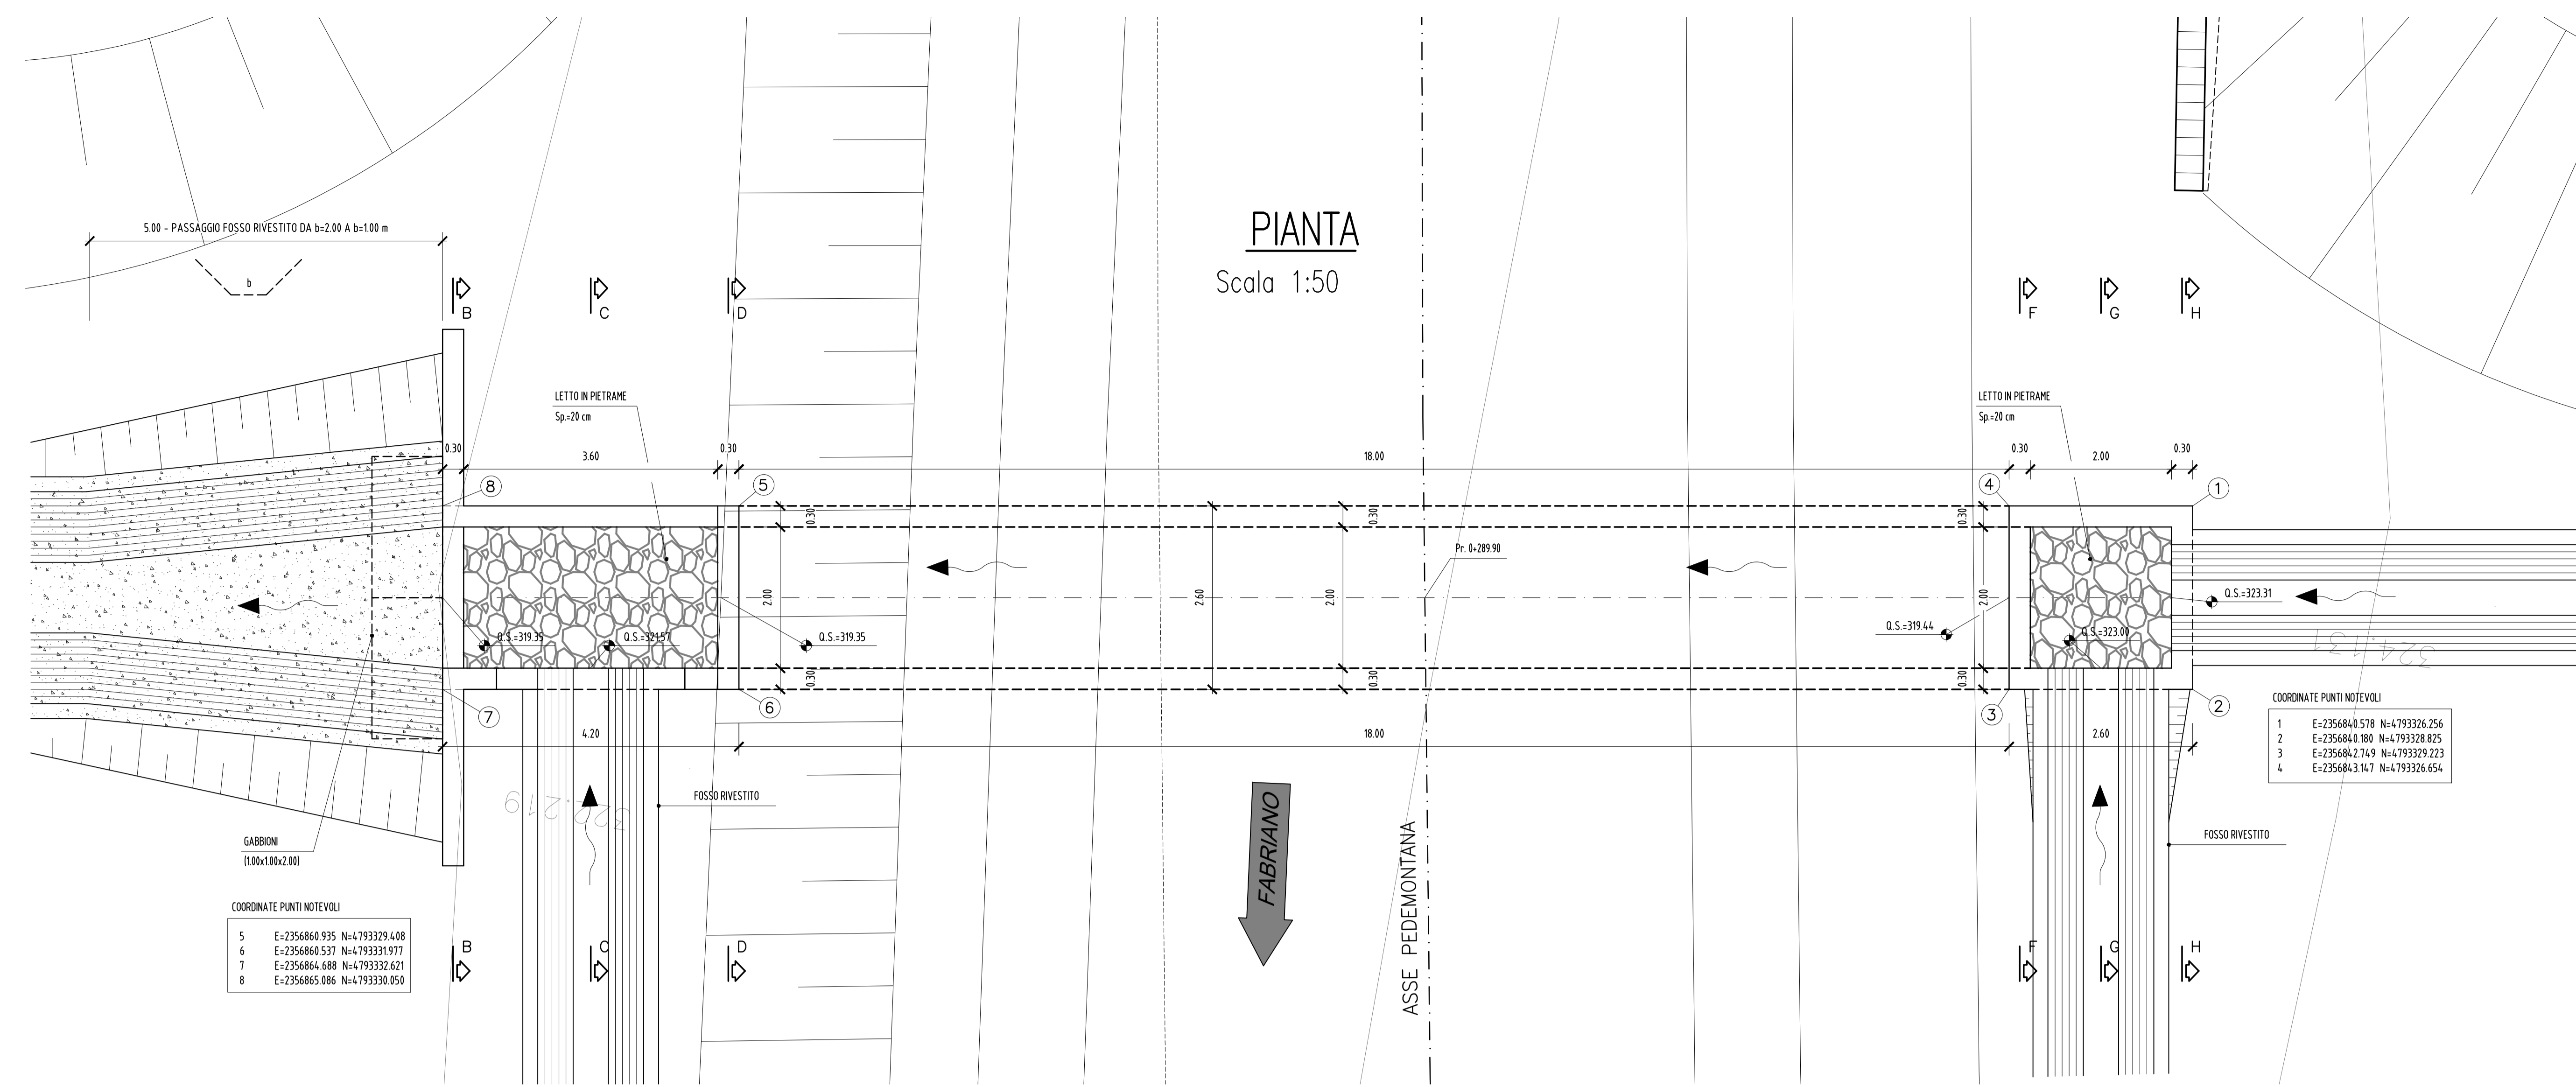 PIANTA
Scala 1:50
5.00 - PASSAGGIO FOSSO RIVESTITO DA b=2.00 A b=1.00 m
b
B
C
D
F
G
H
LETTO IN PIETRAME
Sp.=20 cm
LETTO IN PIETRAME
Sp.=20 cm
0.30
3.60
0.30
18.00
0.30
2.00
0.30
8
5
4
1
0.30
0.30
0.30
Pr. 0+289.90
2.00
2.60
2.00
2.00
Q.S.=323.31
Q.S.=319.35
Q.S.=321.57
Q.S.=319.35
Q.S.=319.44
Q.S.=323.00
324.131
0.30
0.30
0.30
7
6
3
2
4.20
18.00
2.60
COORDINATE PUNTI NOTEVOLI
1 E=2356840.578 N=4793326.256
2 E=2356840.180 N=4793328.825
3 E=2356842.749 N=4793329.223
4 E=2356843.147 N=4793326.654
FOSSO RIVESTITO
322.219
FABRIANO
ASSE PEDEMONTANA
FOSSO RIVESTITO
GABBIONI
(1.00x1.00x2.00)
COORDINATE PUNTI NOTEVOLI
5 E=2356860.935 N=4793329.408
6 E=2356860.537 N=4793331.977
7 E=2356864.688 N=4793332.621
8 E=2356865.086 N=4793330.050
B
C
D
F
G
H